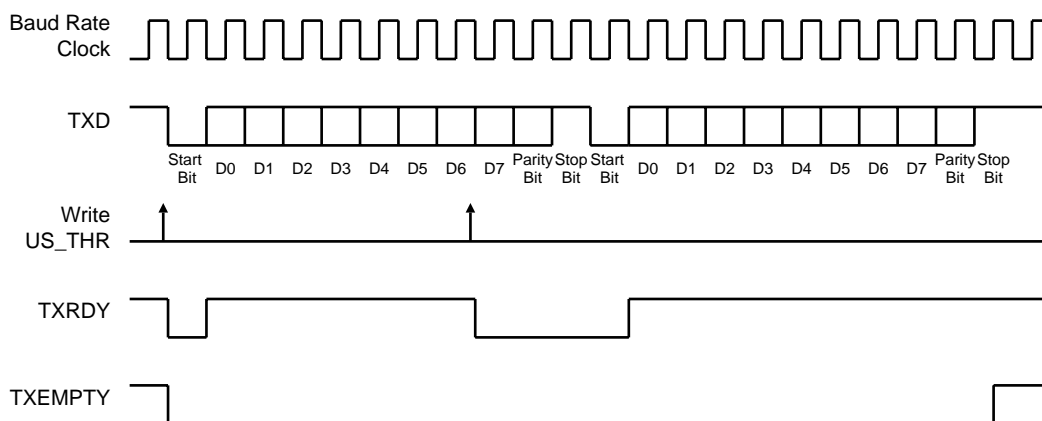 Baud Rate
Clock
TXD
Start
Bit
D0
D1
D2
D3
D4
D5
D6
D7
Parity
Bit
Stop
Bit
Start
Bit
D0
D1
D2
D3
D4
D5
D6
D7
Parity
Bit
Stop
Bit
Write
US_THR
TXRDY
TXEMPTY